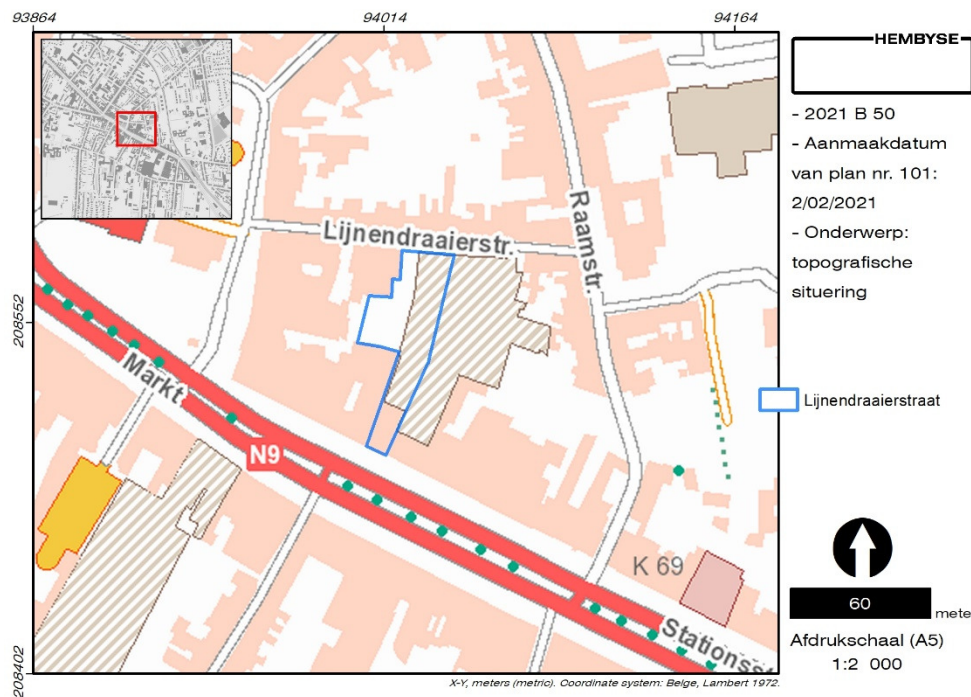 93864
94014
94164
HEMBYSE
- 2021 B 50
- Aanmaakdatum
van plan nr. 101:
2/02/2021
- Onderwerp:
topografische
situering
Lijnendraaierstr.
Raamstr.
208552
Markt
Lijnendraaierstraat
N9
K 69
60
mete
Stationsst
Afdrukschaal (A5)
1:2 000
208402
X-Y, meters (metric). Coordinate system: Belge, Lambert 1972.